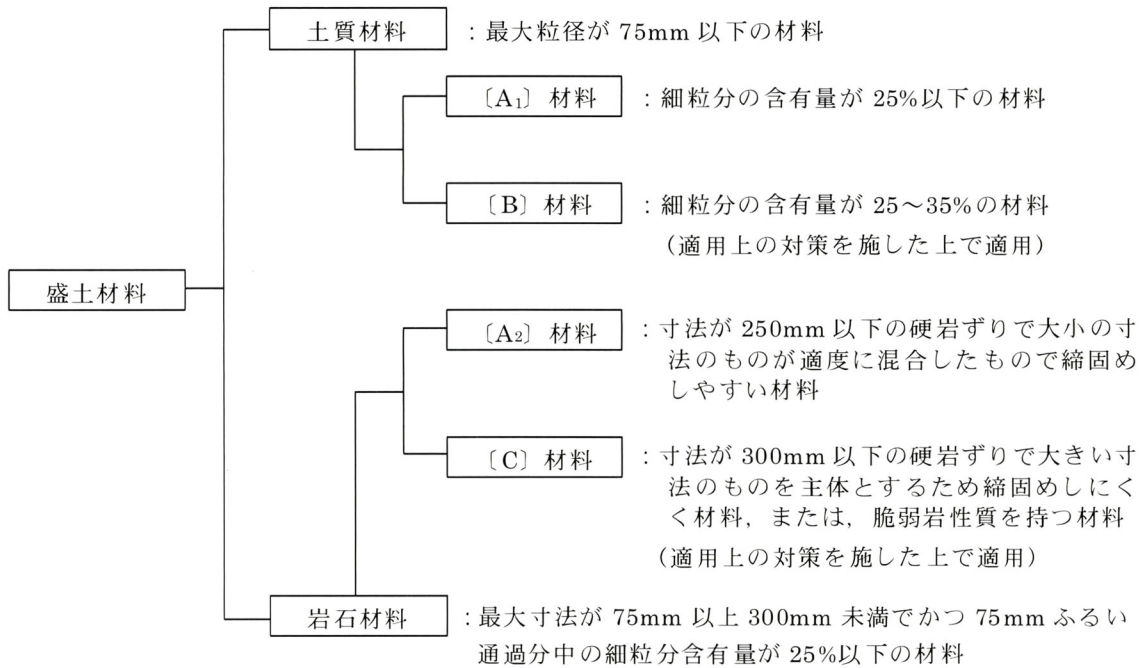 土質材料 ：最大粒径が 75mm 以下の材料
〔A₁〕材料 ：細粒分の含有量が 25%以下の材料
〔B〕材料 ：細粒分の含有量が 25～35%の材料
（適用上の対策を施した上で適用）
盛土材料
〔A₂〕材料 ：寸法が 250mm 以下の硬岩ずりで大小の寸
法のものが適度に混合したもので締固め
しやすい材料
〔C〕材料 ：寸法が 300mm 以下の硬岩ずりで大きい寸
法のものを主体とするため締固めしにく
く材料，または，脆弱岩性質を持つ材料
（適用上の対策を施した上で適用）
岩石材料 ：最大寸法が 75mm 以上 300mm 未満でかつ 75mm ふるい
通過分中の細粒分含有量が 25%以下の材料